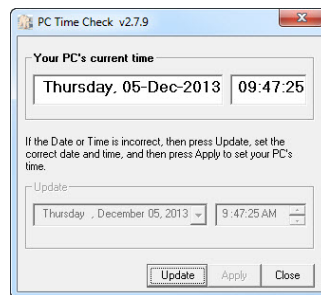 PC Time Check v2.7.9
Your PC's current time
Thursday, 05-Dec-2013 09:47:25
If the Date or Time is incorrect, then press Update, set the
correct date and time, and then press Apply to set your PC's
time.
Update
Thursday , December 05, 2013 9:47:25 AM
Update Apply Close